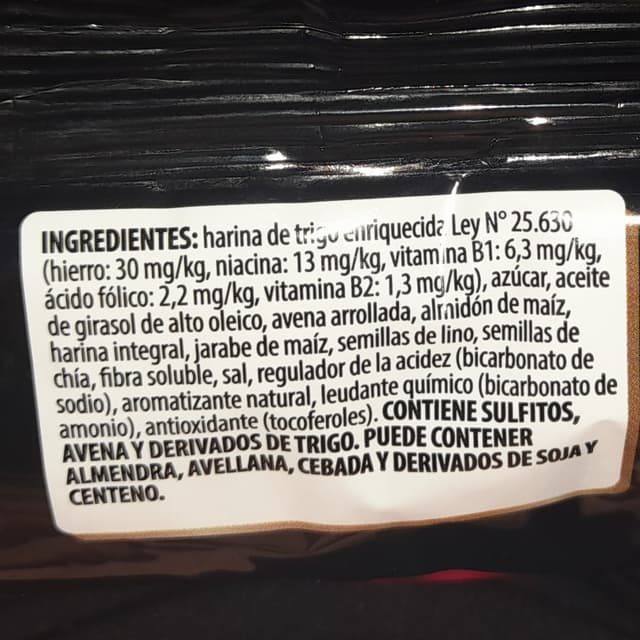 INGREDIENTES: harina de trigo enriquecida Ley N° 25.630
(hierro: 30 mg/kg, niacina: 13 mg/kg, vitamina B1: 6,3 mg/kg,
ácido fólico: 2,2 mg/kg, vitamina B2: 1,3 mg/kg), azúcar, aceite
de girasol de alto oleico, avena arrollada, almidón de maíz,
harina integral, jarabe de maíz, semillas de lino, semillas de
chía, fibra soluble, sal, regulador de la acidez (bicarbonato de
sodio), aromatizante natural, leudante químico (bicarbonato de
amonio), antioxidante (tocoferoles). CONTIENE SULFITOS,
AVENA Y DERIVADOS DE TRIGO. PUEDE CONTENER
ALMENDRA, AVELLANA, CEBADA Y DERIVADOS DE SOJA Y
CENTENO.